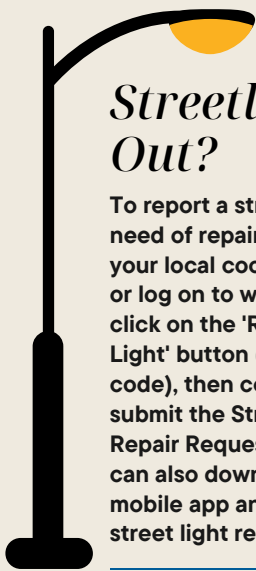 Streetl
Out?
To report a str
need of repair
your local coo
or log on to w
click on the 'R
Light' button (
code), then co
submit the Str
Repair Reques
can also down
mobile app an
street light re